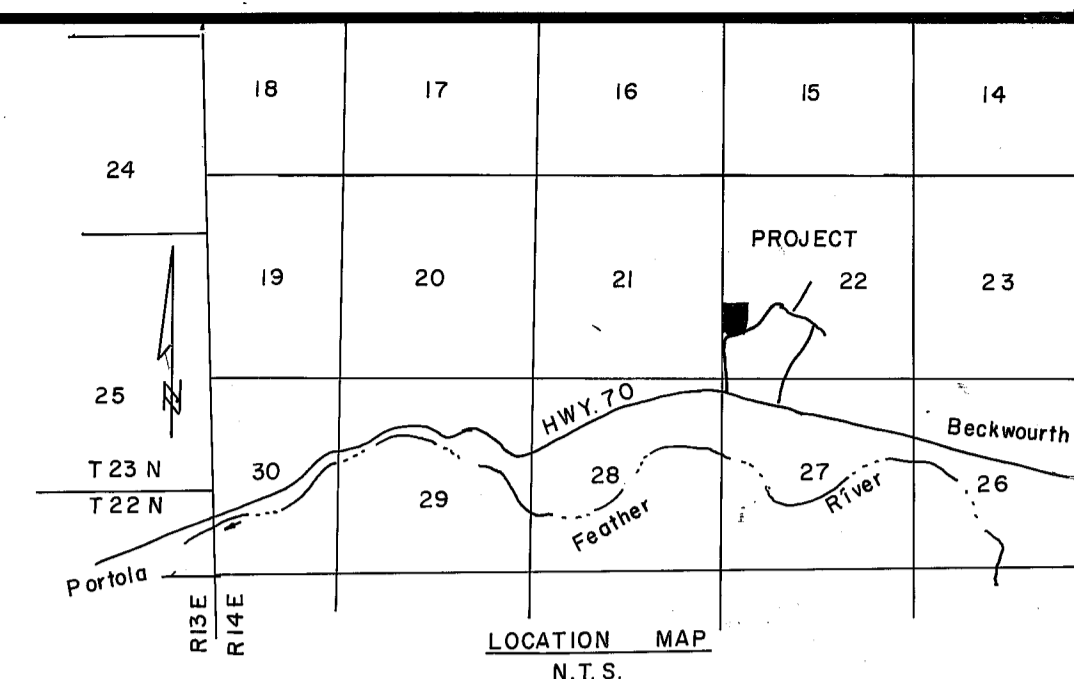 18 17 16 15 14
24
PROJECT
19 20 21 22 23
25
HWY. 70
Beckwourth
T 23 N
30 29 28 27 26
T 22 N
Feather River
Portola
R13E
R14E
LOCATION MAP
N.T.S.